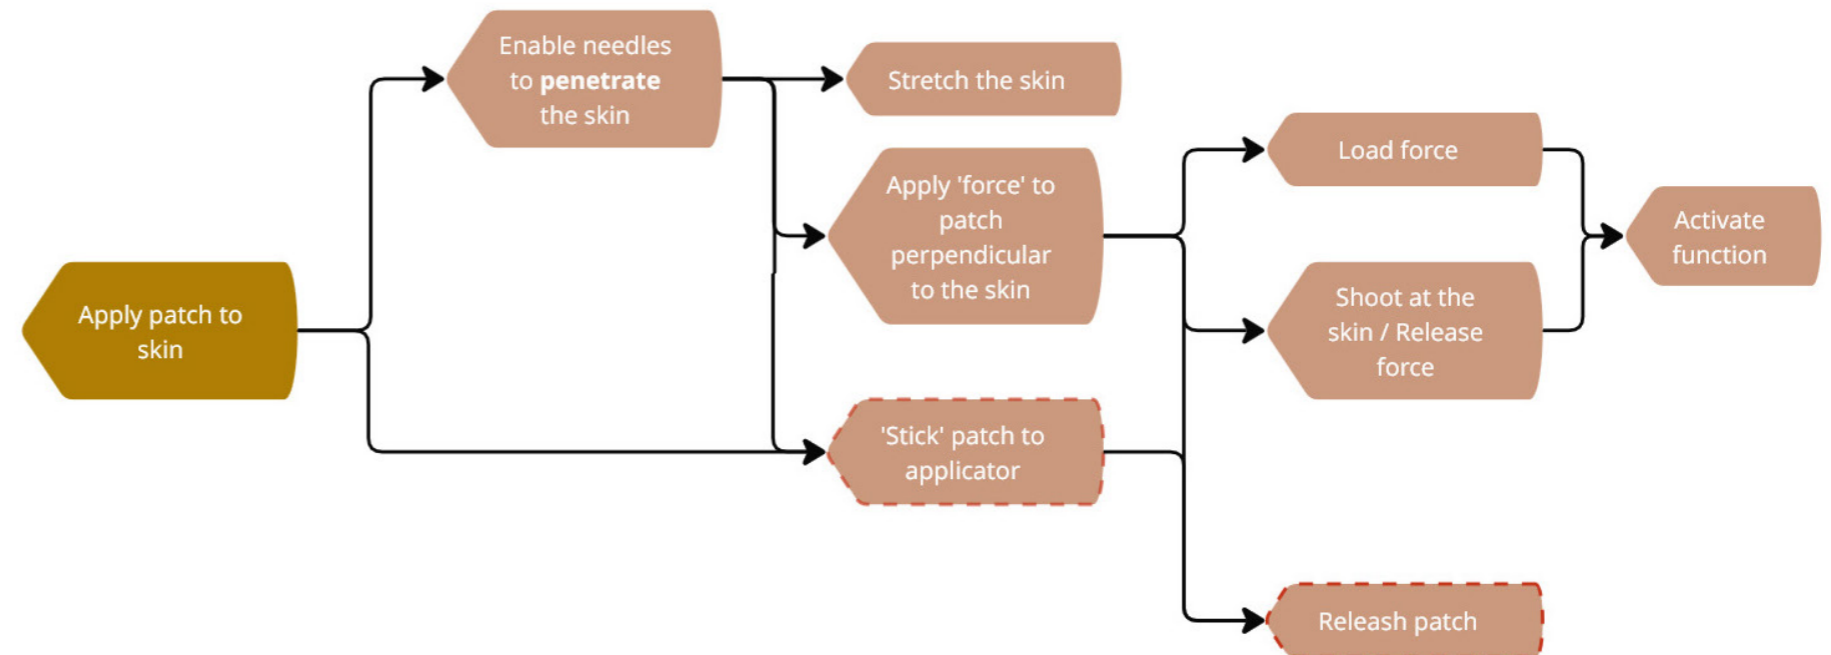 Enable needles
to penetrate
the skin
Stretch the skin
Load force
Apply 'force' to
patch
perpendicular
to the skin
Activate
function
Apply patch to
skin
Shoot at the
skin / Release
force
'Stick' patch to
applicator
Releash patch